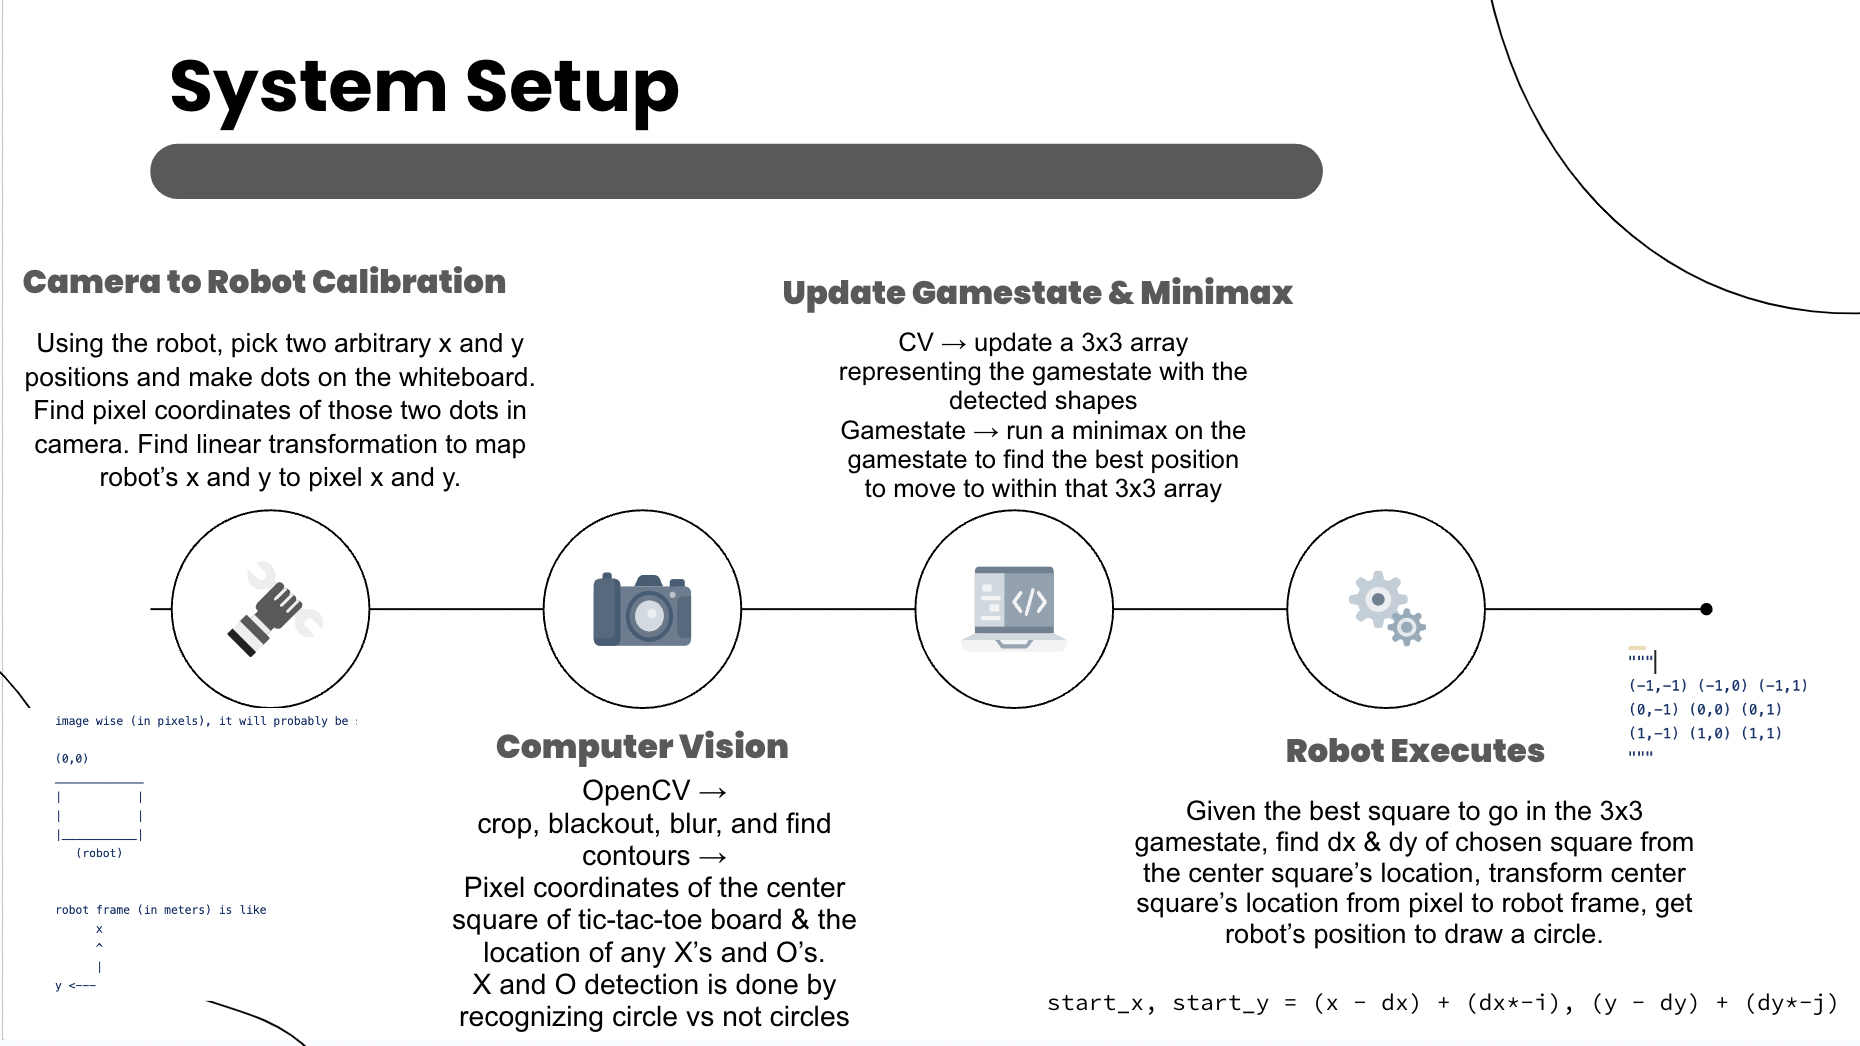 System Setup
Camera to Robot Calibration
Using the robot, pick two arbitrary x and y
positions and make dots on the whiteboard.
Find pixel coordinates of those two dots in
camera. Find linear transformation to map
robot’s x and y to pixel x and y.
image wise (in pixels), it will probably be
(0,0)
____________
|           |
|           |
|___________|
(robot)
robot frame (in meters) is like
x
^
|
y <---
Computer Vision
OpenCV →
crop, blackout, blur, and find
contours →
Pixel coordinates of the center
square of tic-tac-toe board & the
location of any X’s and O’s.
X and O detection is done by
recognizing circle vs not circles
Update Gamestate & Minimax
CV → update a 3x3 array
representing the gamestate with the
detected shapes
Gamestate → run a minimax on the
gamestate to find the best position
to move to within that 3x3 array
</>
Robot Executes
Given the best square to go in the 3x3
gamestate, find dx & dy of chosen square from
the center square’s location, transform center
square’s location from pixel to robot frame, get
robot’s position to draw a circle.
"""
(-1,-1) (-1,0) (-1,1)
(0,-1) (0,0) (0,1)
(1,-1) (1,0) (1,1)
"""
start_x, start_y = (x - dx) + (dx*-i), (y - dy) + (dy*-j)